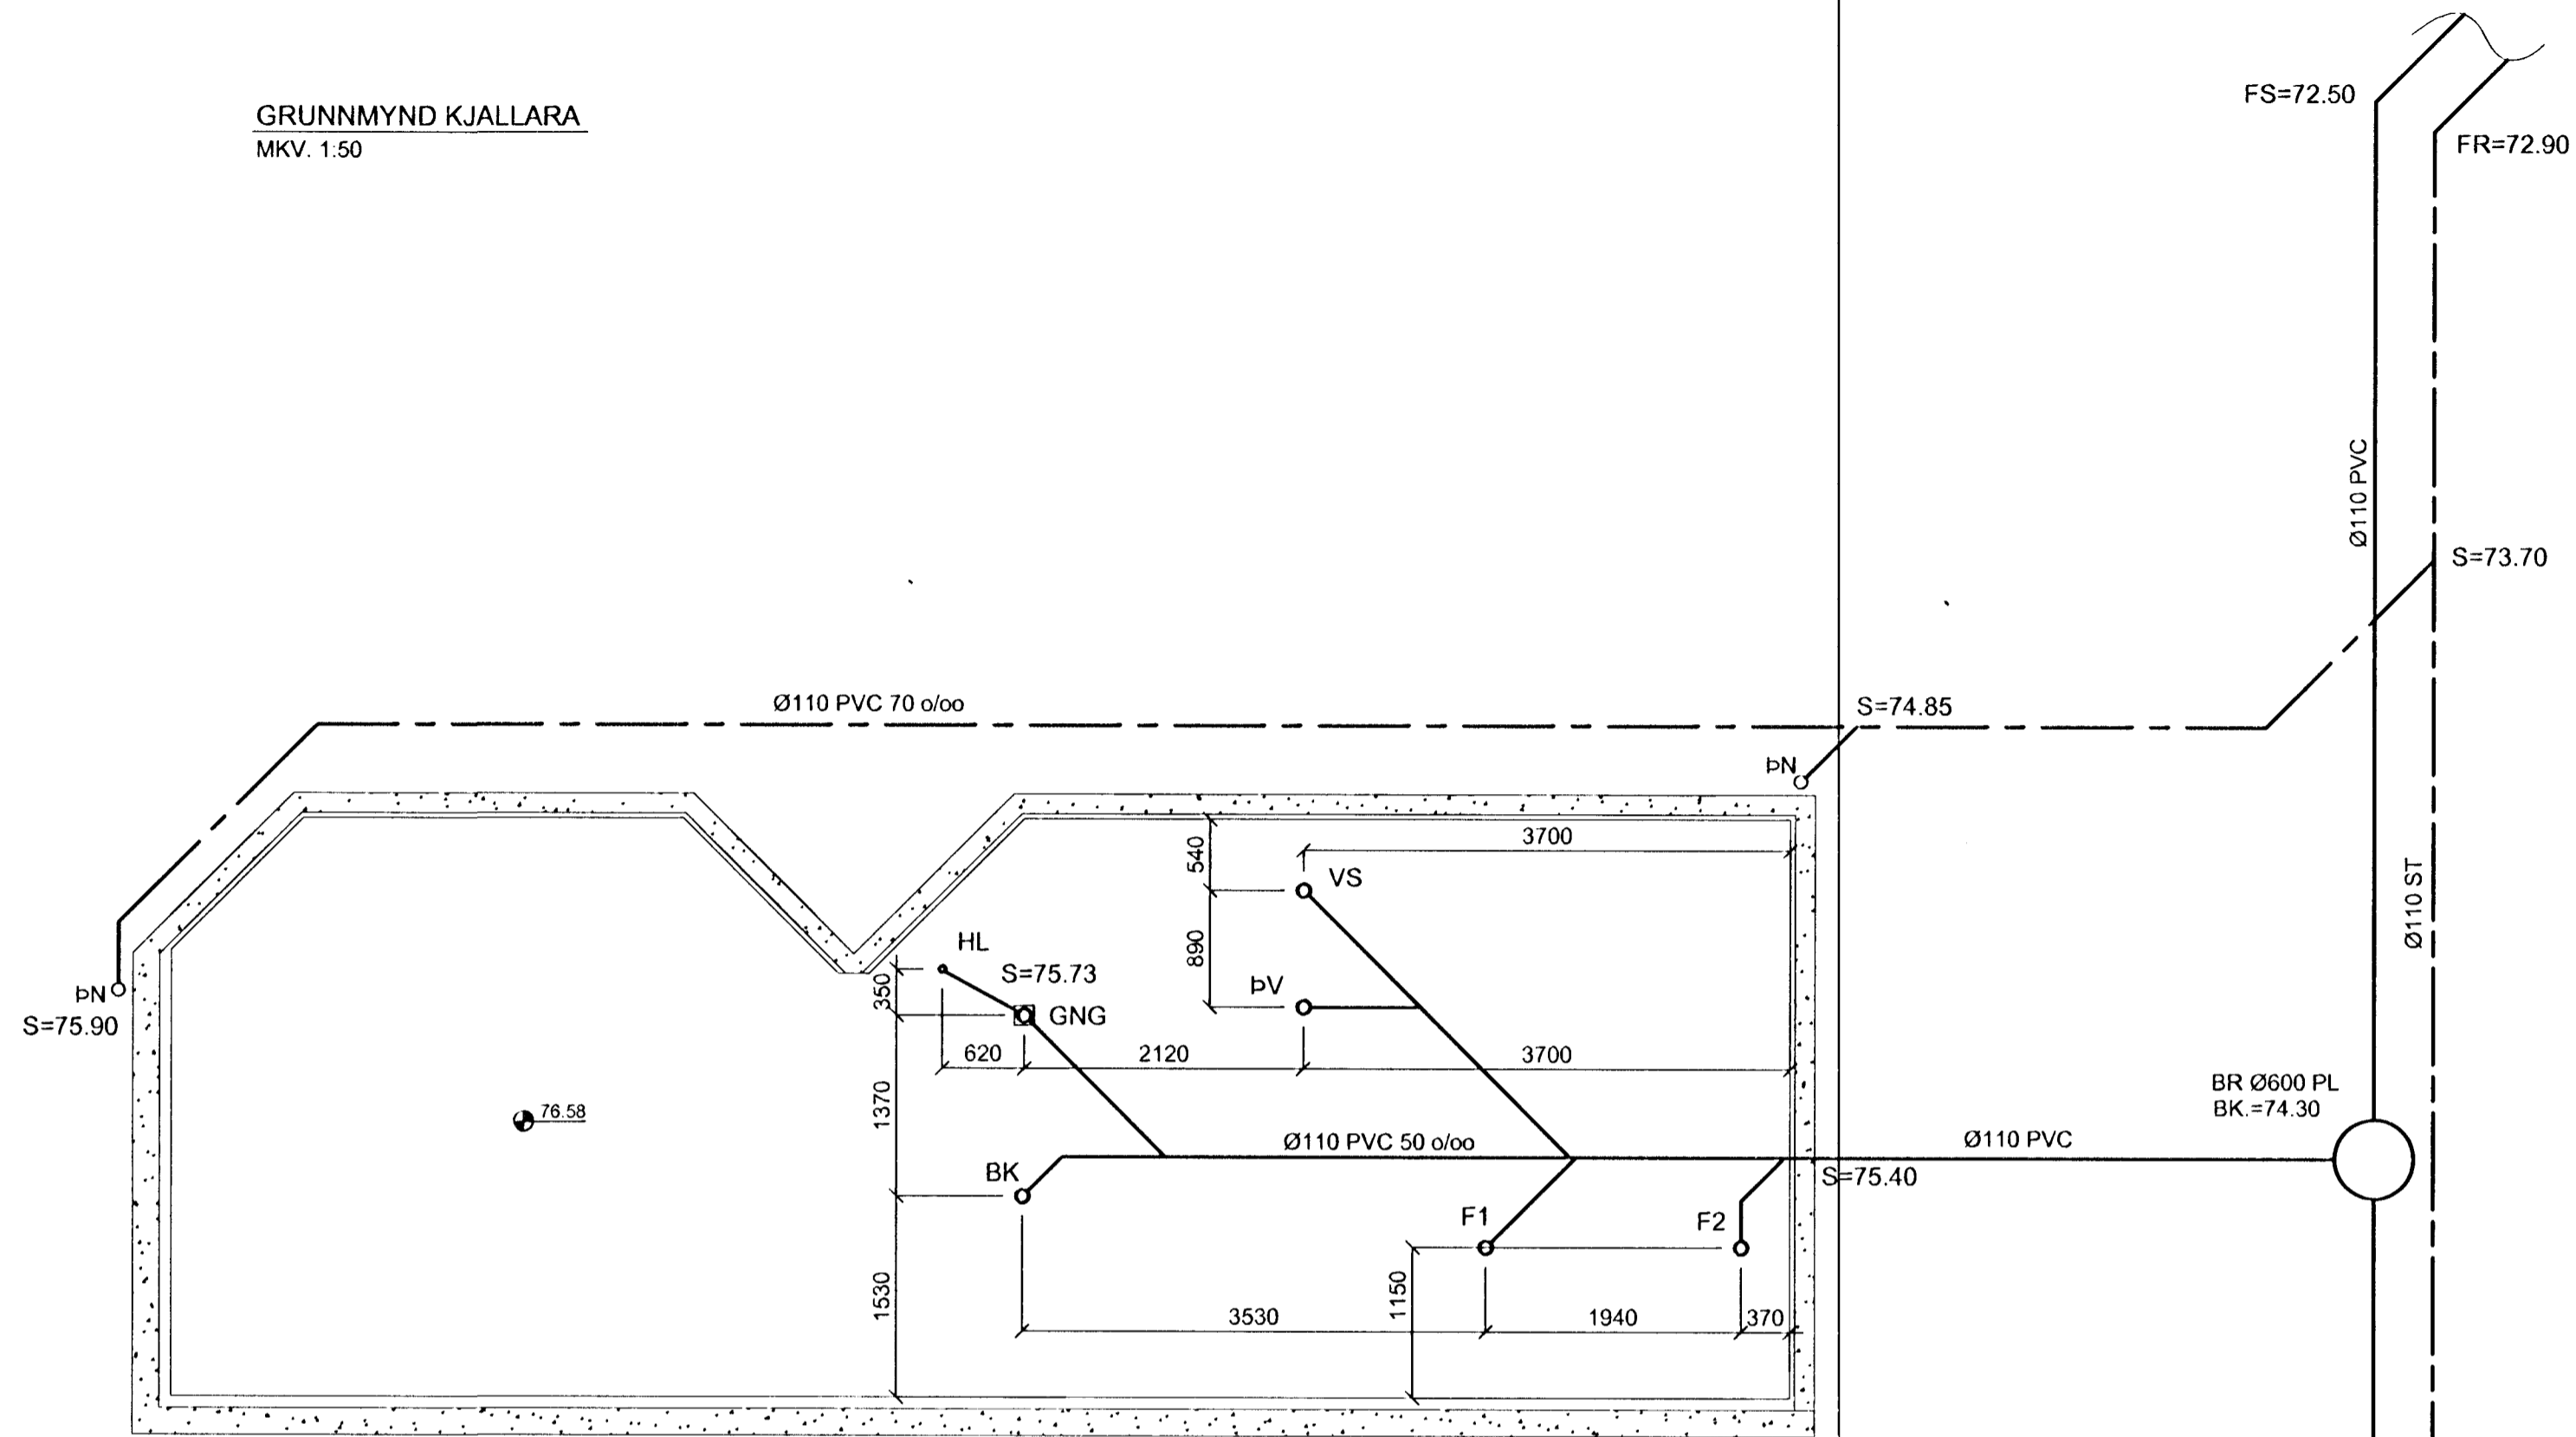 GRUNNMYND KJALLARA
MKV. 1:50
FS=72.50
FR=72.90
Ø110 PVC
S=73.70
Ø110 PVC 70 o/oo
S=74.85
ÞN
3700
540
VS
890
Ø110 ST
HL
S=75.73
350
ÞV
ÞN
GNG
S=75.90
620
2120
3700
1370
76.58
BR Ø600 PL
BK.=74.30
Ø110 PVC 50 o/oo
Ø110 PVC
BK
S=75.40
F1
F2
1530
1150
3530
1940
370